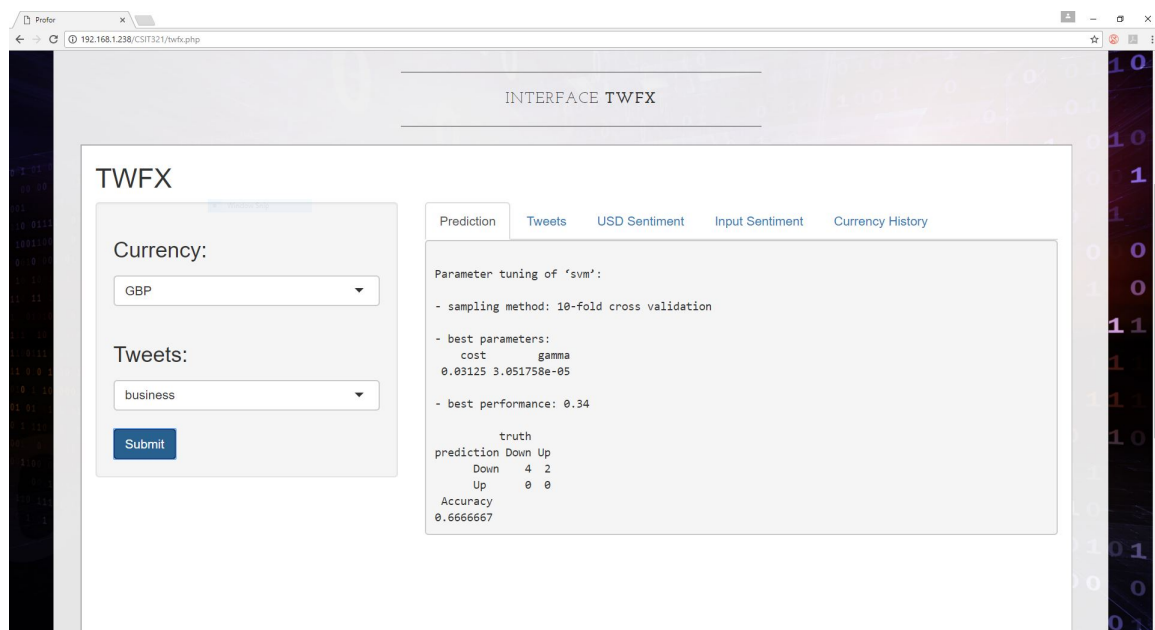 Profor
192.168.1.238/CSIT321/twfx.php
INTERFACE TWFX
TWFX
Currency:
GBP
Tweets:
business
Submit
Prediction Tweets USD Sentiment Input Sentiment Currency History
Parameter tuning of ‘svm’:
- sampling method: 10-fold cross validation
- best parameters:
cost gamma
0.03125 3.051758e-05
- best performance: 0.34
truth
prediction Down Up
Down 4 2
Up 0 0
Accuracy
0.6666667